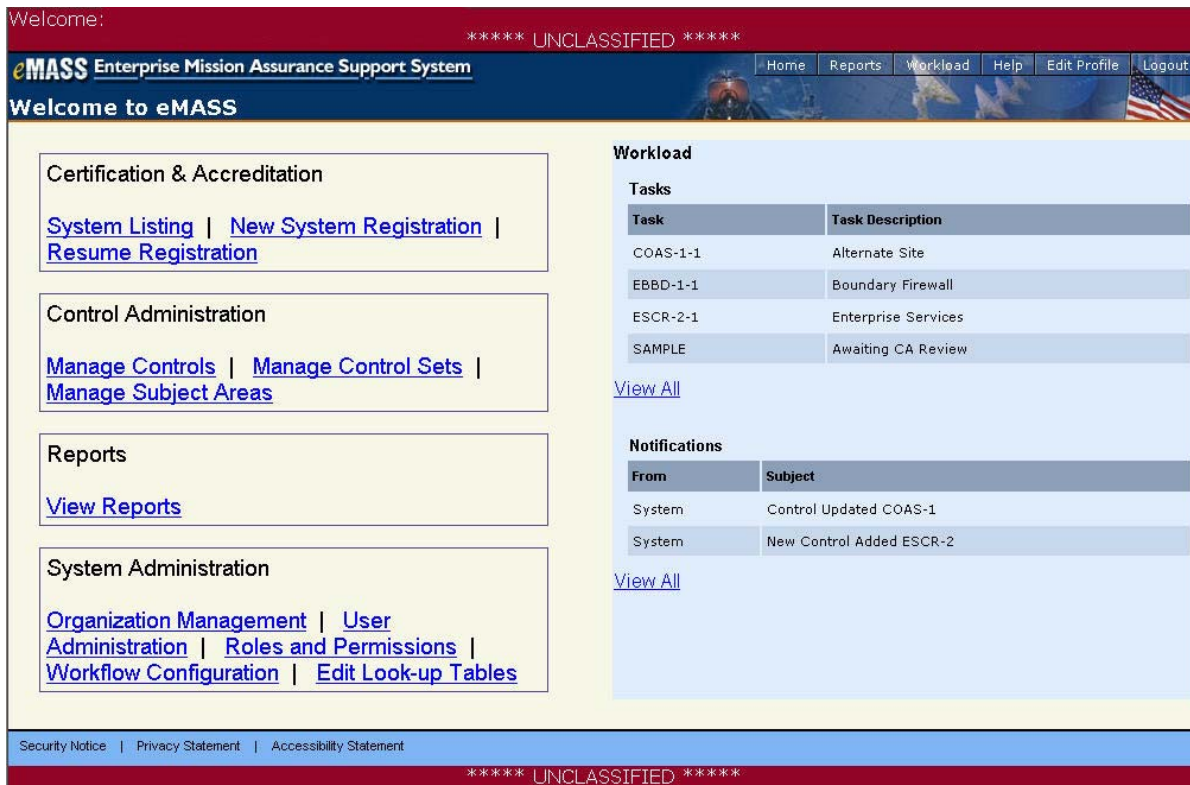 Welcome:
***** UNCLASSIFIED *****
eMASS Enterprise Mission Assurance Support System
Home Reports Workload Help Edit Profile Logout
Welcome to eMASS
Certification & Accreditation
System Listing | New System Registration |
Resume Registration
Control Administration
Manage Controls | Manage Control Sets |
Manage Subject Areas
Reports
View Reports
System Administration
Organization Management | User
Administration | Roles and Permissions |
Workflow Configuration | Edit Look-up Tables
Workload
Tasks
Task Task Description
COAS-1-1 Alternate Site
EBBD-1-1 Boundary Firewall
ESCR-2-1 Enterprise Services
SAMPLE Awaiting CA Review
View All
Notifications
From Subject
System Control Updated COAS-1
System New Control Added ESCR-2
View All
Security Notice | Privacy Statement | Accessibility Statement
***** UNCLASSIFIED *****